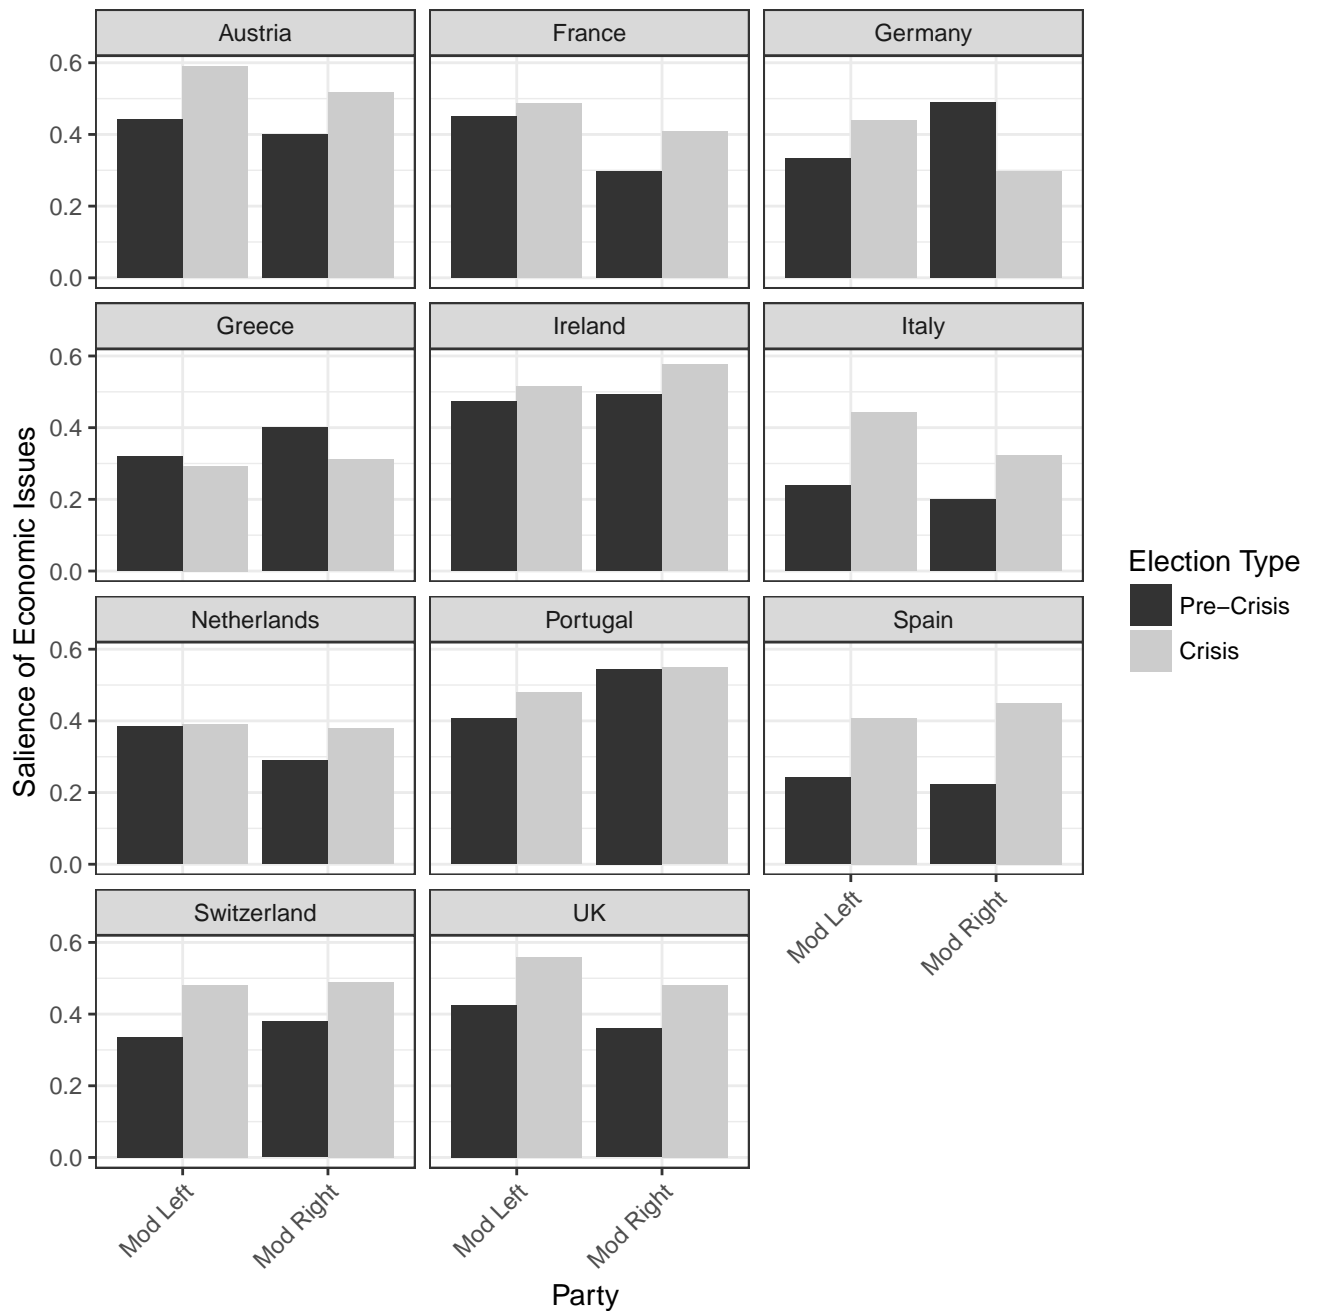 Austria
France
Germany
0.6
0.4
0.2
0.0
Greece
Ireland
Italy
0.6
0.4
0.2
0.0
Netherlands
Portugal
Spain
0.6
0.4
0.2
0.0
Mod Left
Mod Right
Switzerland
UK
0.6
0.4
0.2
0.0
Mod Left
Mod Right
Mod Left
Mod Right
Party
Salience of Economic Issues
Election Type
Pre−Crisis
Crisis